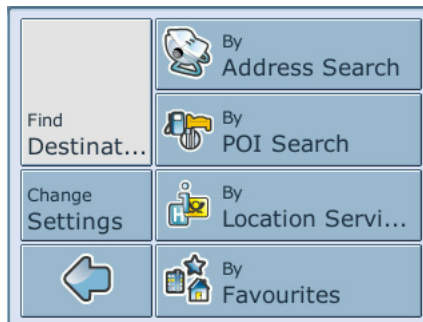 Find
Destinat...
Change
Settings
By
Address Search
By
POI Search
By
Location Servi...
H
By
Favourites